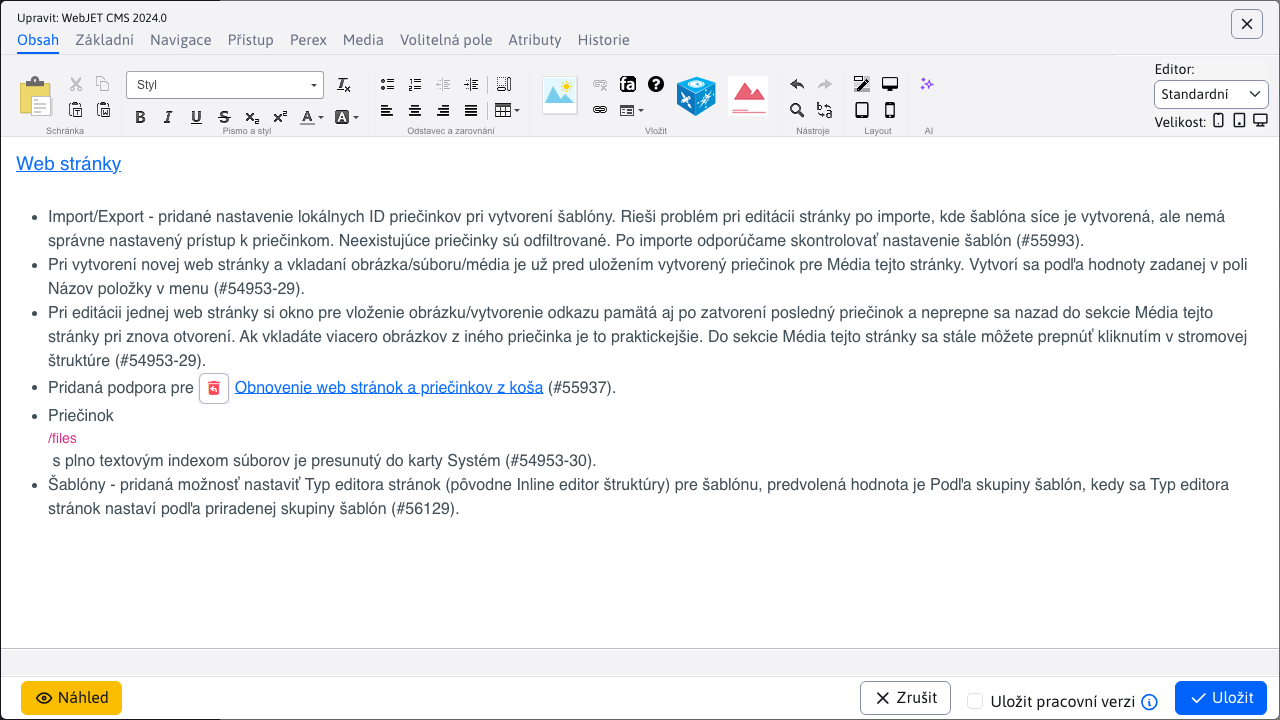 Upravit: WebJET CMS 2024.0
Obsah Základní Navigace Přístup Perex Media Volitelná pole Atributy Historie
Editor:
Styl
Standardní
B I U S x₂ x² A A
Velikost:
Schránka Písmo a styl Odstavec a zarovnání Vložit Nástroje Layout AI
Web stránky
Import/Export - pridané nastavenie lokálnych ID priečinkov pri vytvorení šablóny. Rieši problém pri editácii stránky po importe, kde šablóna síce je vytvorená, ale nemá
správne nastavený prístup k priečinkom. Neexistujúce priečinky sú odfiltrované. Po importe odporúčame skontrolovať nastavenie šablón (#55993).
Pri vytvorení novej web stránky a vkladaní obrázka/súboru/média je už pred uložením vytvorený priečinok pre Média tejto stránky. Vytvorí sa podľa hodnoty zadanej v poli
Názov položky v menu (#54953-29).
Pri editácii jednej web stránky si okno pre vloženie obrázku/vytvorenie odkazu pamätá aj po zatvorení posledný priečinok a neprepne sa nazad do sekcie Média tejto
stránky pri znova otvorení. Ak vkladáte viacero obrázkov z iného priečinka je to praktickejšie. Do sekcie Média tejto stránky sa stále môžete prepnúť kliknutím v stromovej
štruktúre (#54953-29).
Pridaná podpora pre Obnovenie web stránok a priečinkov z koša (#55937).
Priečinok
/files
s plno textovým indexom súborov je presunutý do karty Systém (#54953-30).
Šablóny - pridaná možnosť nastaviť Typ editora stránok (pôvodne Inline editor štruktúry) pre šablónu, predvolená hodnota je Podľa skupiny šablón, kedy sa Typ editora
stránok nastaví podľa priradenej skupiny šablón (#56129).
Náhled Zrušit Uložit pracovní verzi Uložit